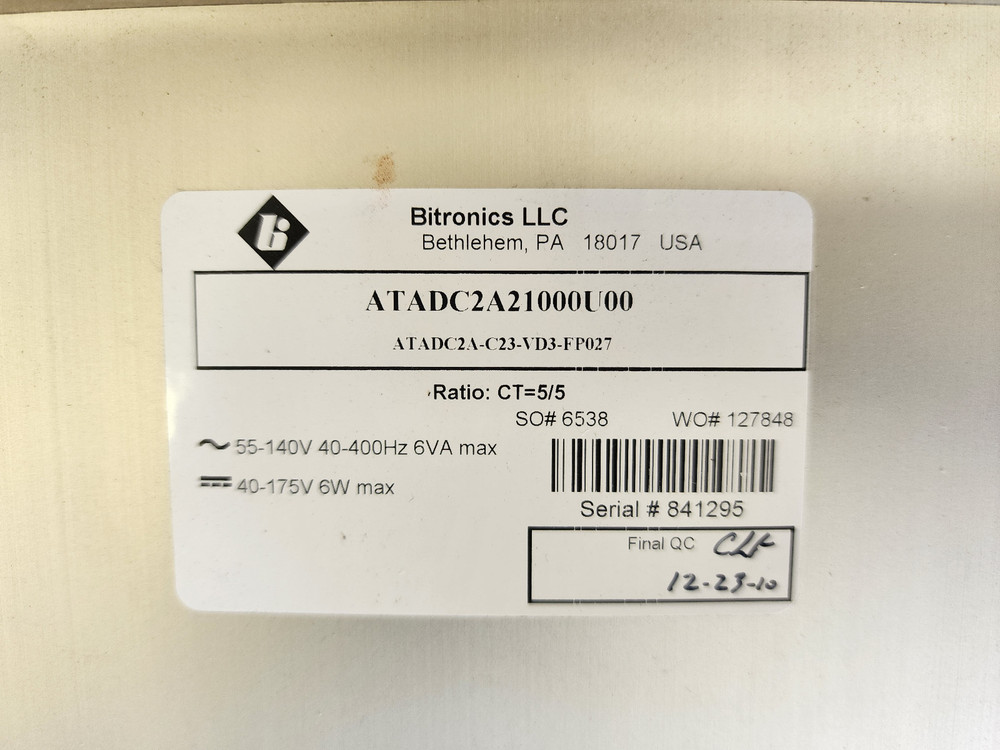 Bitronics LLC
Bethlehem, PA 18017 USA
ATADC2A21000U00
ATADC2A-C23-VD3-FP027
Ratio: CT=5/5
SO# 6538 WO# 127848
55-140V 40-400Hz 6VA max
40-175V 6W max
Serial # 841295
Final QC
12-23-10